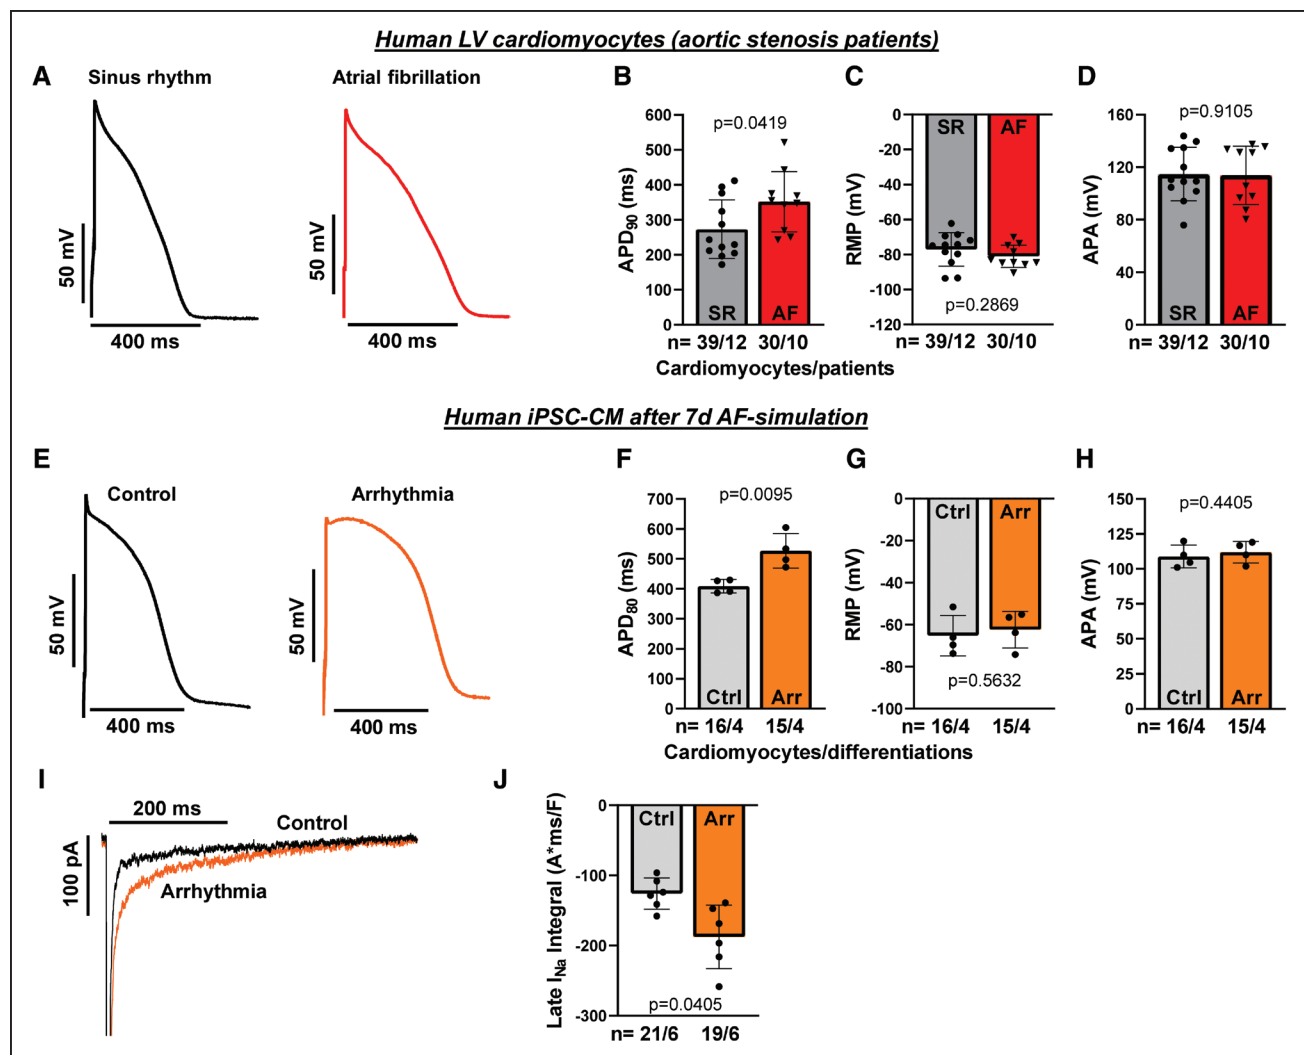 Human LV cardiomyocytes (aortic stenosis patients)
A
Sinus rhythm
Atrial fibrillation
50 mV
400 ms
50 mV
400 ms
B
APD90 (ms)
600
500
400
300
200
100
0
p=0.0419
SR
AF
n= 39/12 30/10
C
RMP (mV)
0
-20
-40
-60
-80
-100
-120
SR
AF
p=0.2869
n= 39/12 30/10
D
APA (mV)
160
120
80
40
0
p=0.9105
SR
AF
n= 39/12 30/10
Cardiomyocytes/patients
Human iPSC-CM after 7d AF-simulation
E
Control
Arrhythmia
50 mV
400 ms
50 mV
400 ms
F
APD80 (ms)
700
600
500
400
300
200
100
0
p=0.0095
Ctrl
Arr
n= 16/4 15/4
G
RMP (mV)
0
-20
-40
-60
-80
-100
Ctrl
Arr
p=0.5632
n= 16/4 15/4
H
APA (mV)
150
125
100
75
50
25
0
p=0.4405
Ctrl
Arr
n= 16/4 15/4
Cardiomyocytes/differentiations
I
200 ms
100 pA
Control
Arrhythmia
J
Late INa Integral (A*ms/F)
0
-100
-200
-300
Ctrl
Arr
p=0.0405
n= 21/6 19/6